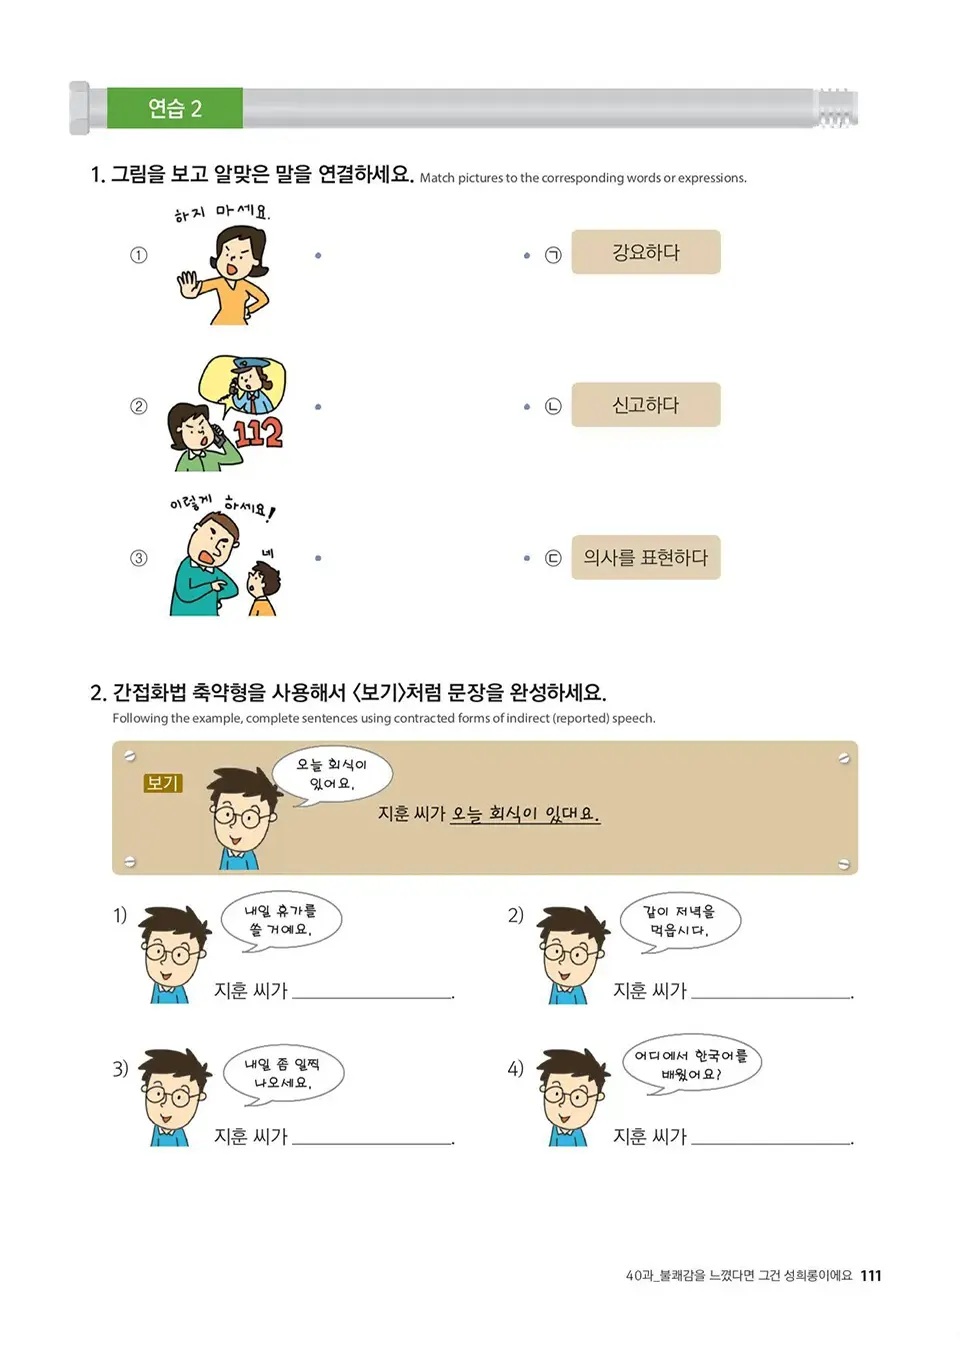 연습 2
1. 그림을 보고 알맞은 말을 연결하세요. Match pictures to the corresponding words or expressions.
하지 마세요.
① ㉠ 강요하다
112
② ㉡ 신고하다
이렇게 하세요!
네
③ ㉢ 의사를 표현하다
2. 간접화법 축약형을 사용해서 〈보기〉처럼 문장을 완성하세요.
Following the example, complete sentences using contracted forms of indirect (reported) speech.
보기
오늘 회식이
있어요.
지훈 씨가 오늘 회식이 있대요.
1)
내일 휴가를
쓸 거예요.
지훈 씨가 ________________.
2)
같이 저녁을
먹읍시다.
지훈 씨가 ________________.
3)
내일 좀 일찍
나오세요.
지훈 씨가 ________________.
4)
어디에서 한국어를
배웠어요?
지훈 씨가 ________________.
40과_불쾌감을 느꼈다면 그건 성희롱이에요 111